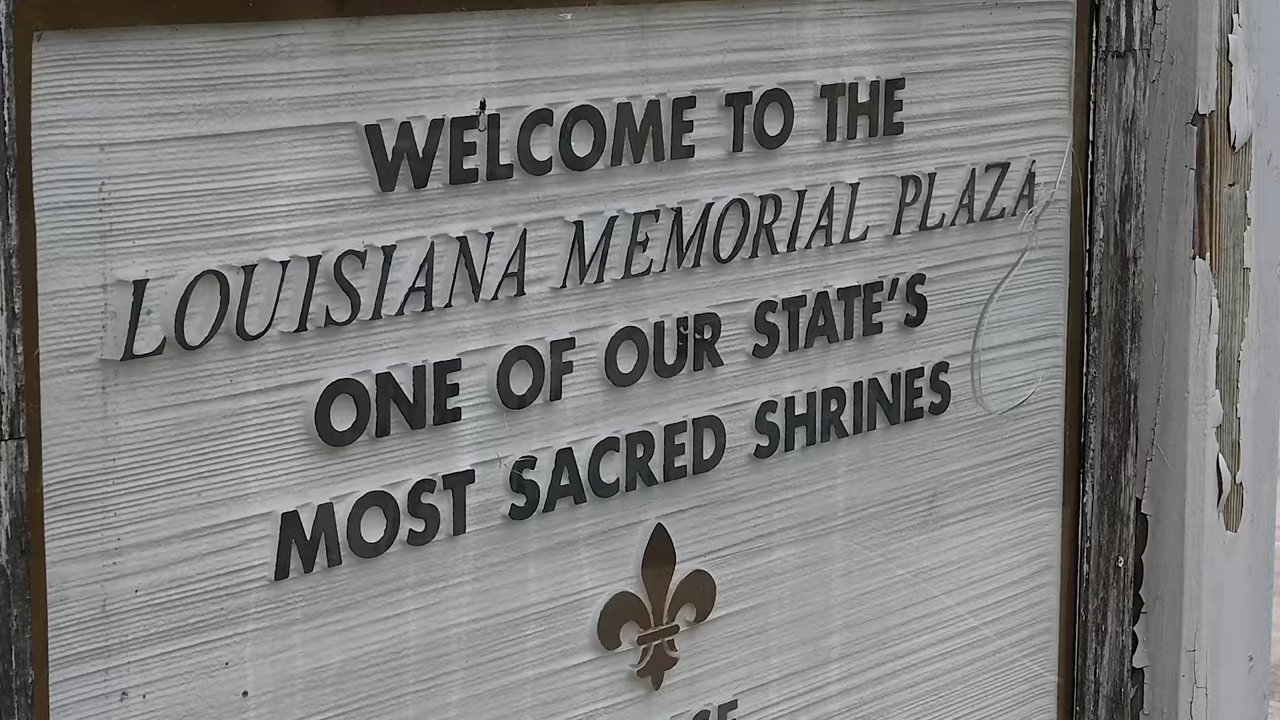 WELCOME TO THE
LOUISIANA MEMORIAL PLAZA
ONE OF OUR STATE'S
MOST SACRED SHRINES